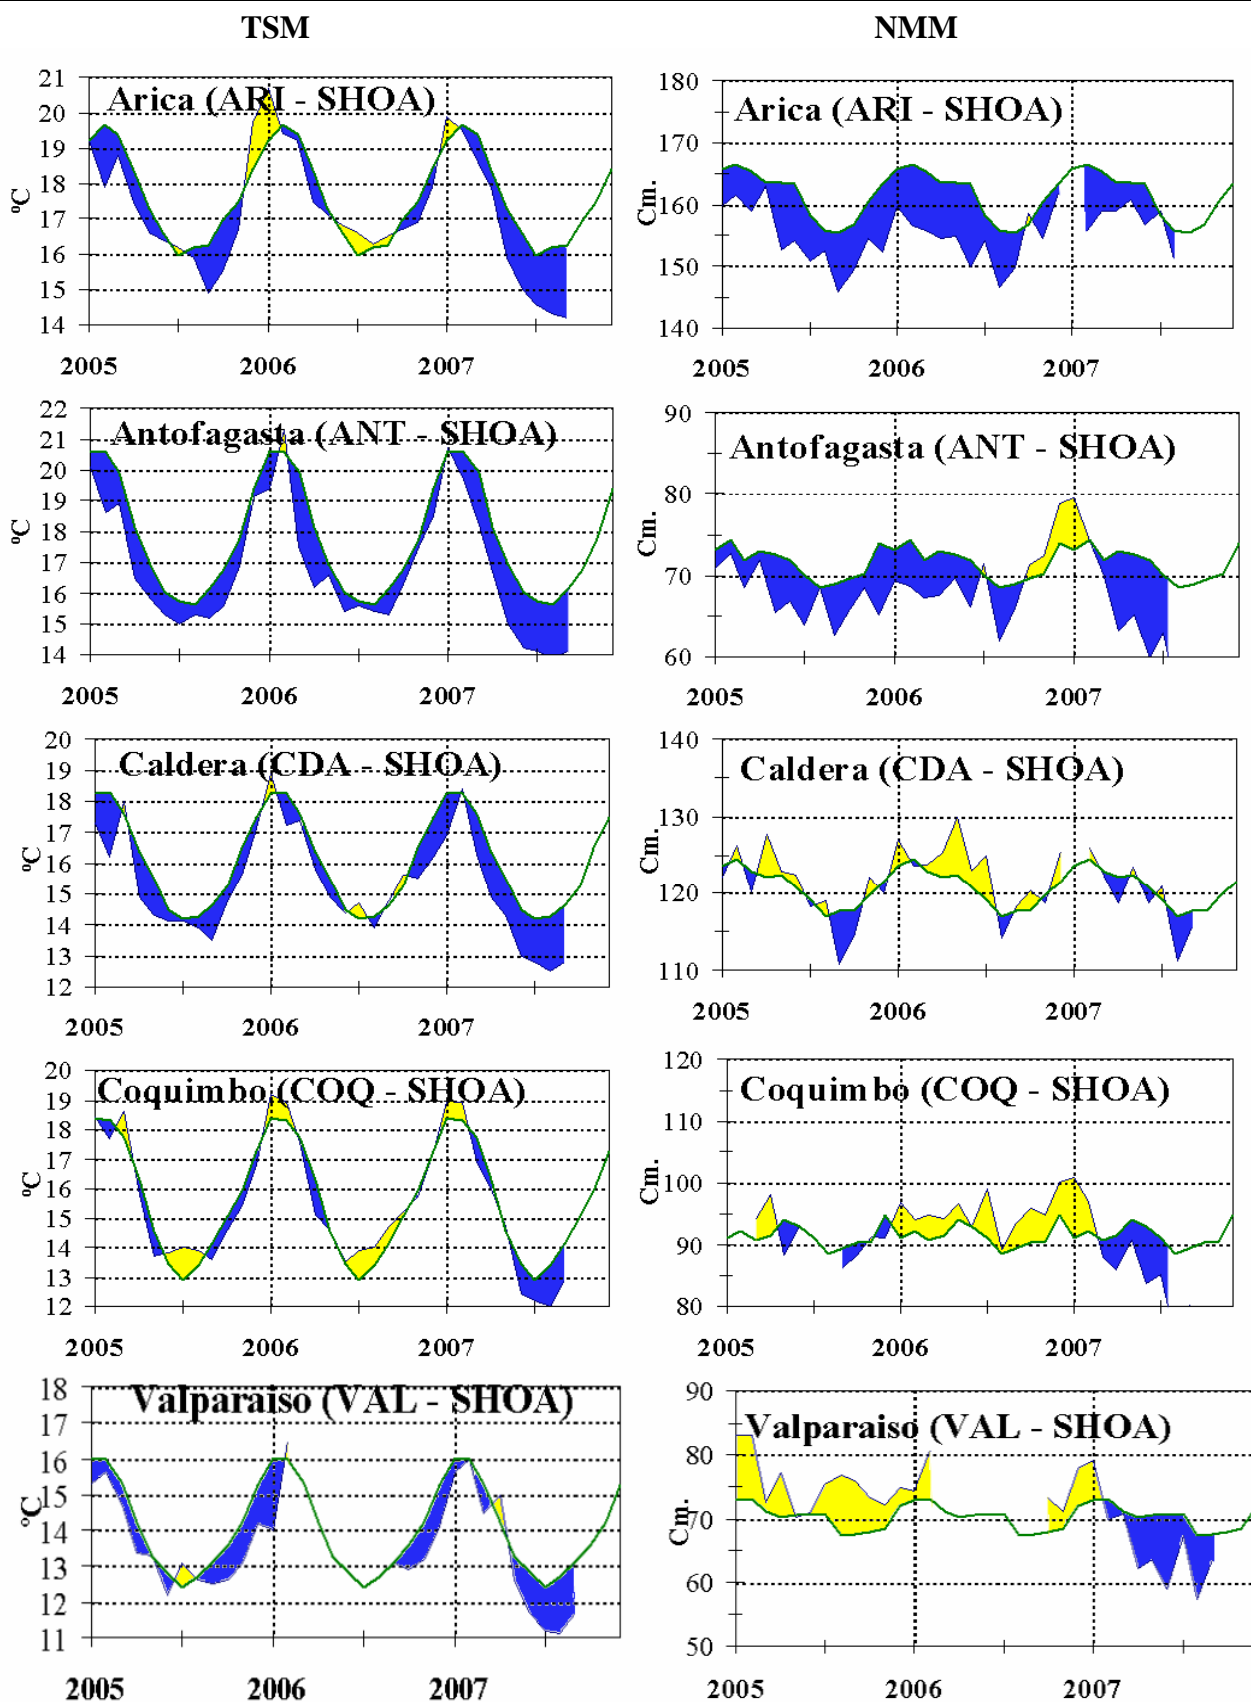 TSM
NMM
Arica (ARI - SHOA)
21
20
19
18
17
16
15
14
ºC
2005 2006 2007
Arica (ARI - SHOA)
180
170
160
150
140
Cm.
2005 2006 2007
Antofagasta (ANT - SHOA)
22
21
20
19
18
17
16
15
14
ºC
2005 2006 2007
Antofagasta (ANT - SHOA)
90
80
70
60
Cm.
2005 2006 2007
Caldera (CDA - SHOA)
20
19
18
17
16
15
14
13
12
ºC
2005 2006 2007
Caldera (CDA - SHOA)
140
130
120
110
Cm.
2005 2006 2007
Coquimbo (COQ - SHOA)
20
19
18
17
16
15
14
13
12
ºC
2005 2006 2007
Coquimbo (COQ - SHOA)
120
110
100
90
80
Cm.
2005 2006 2007
Valparaiso (VAL - SHOA)
18
17
16
15
14
13
12
11
ºC
2005 2006 2007
Valparaiso (VAL - SHOA)
90
80
70
60
50
Cm.
2005 2006 2007